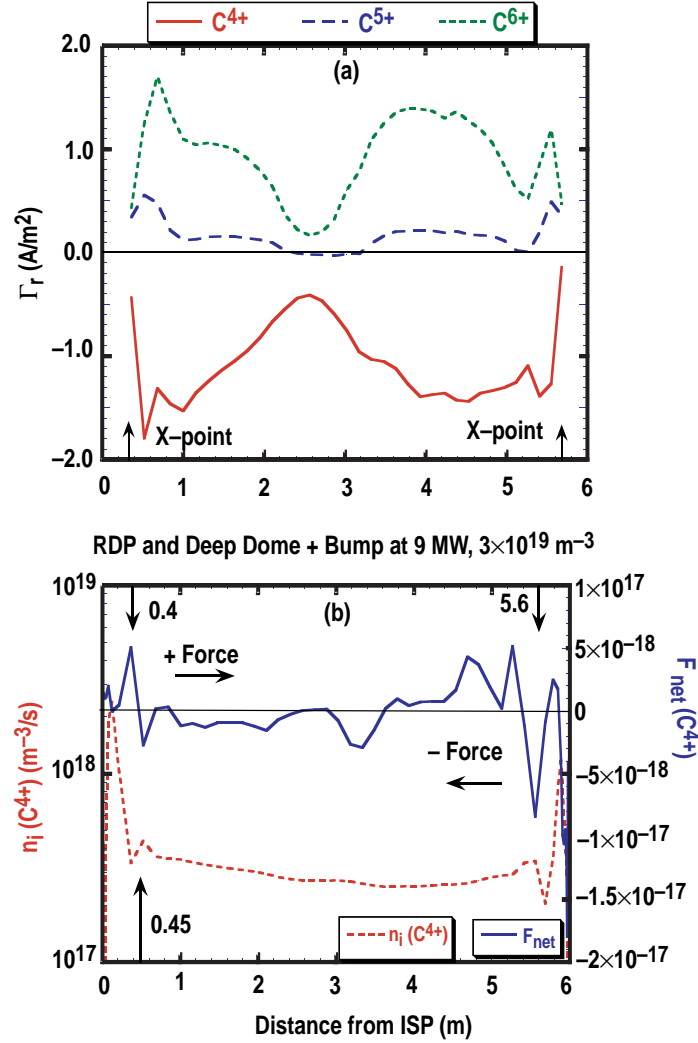 C4+ C5+ C6+
2.0
(a)
1.0
0.0
Γr (A/m2)
–1.0
X–point X–point
–2.0
0 1 2 3 4 5 6
RDP and Deep Dome + Bump at 9 MW, 3×1019 m–3
1019 0.4 (b) 5.6 1×1017
+ Force 5×10–18
0
ni (C4+) (m–3/s)
Fnet (C4+)
1018 – Force –5×10–18
–1×10–17
0.45 –1.5×10–17
ni (C4+) Fnet
1017 –2×10–17
0 1 2 3 4 5 6
Distance from ISP (m)